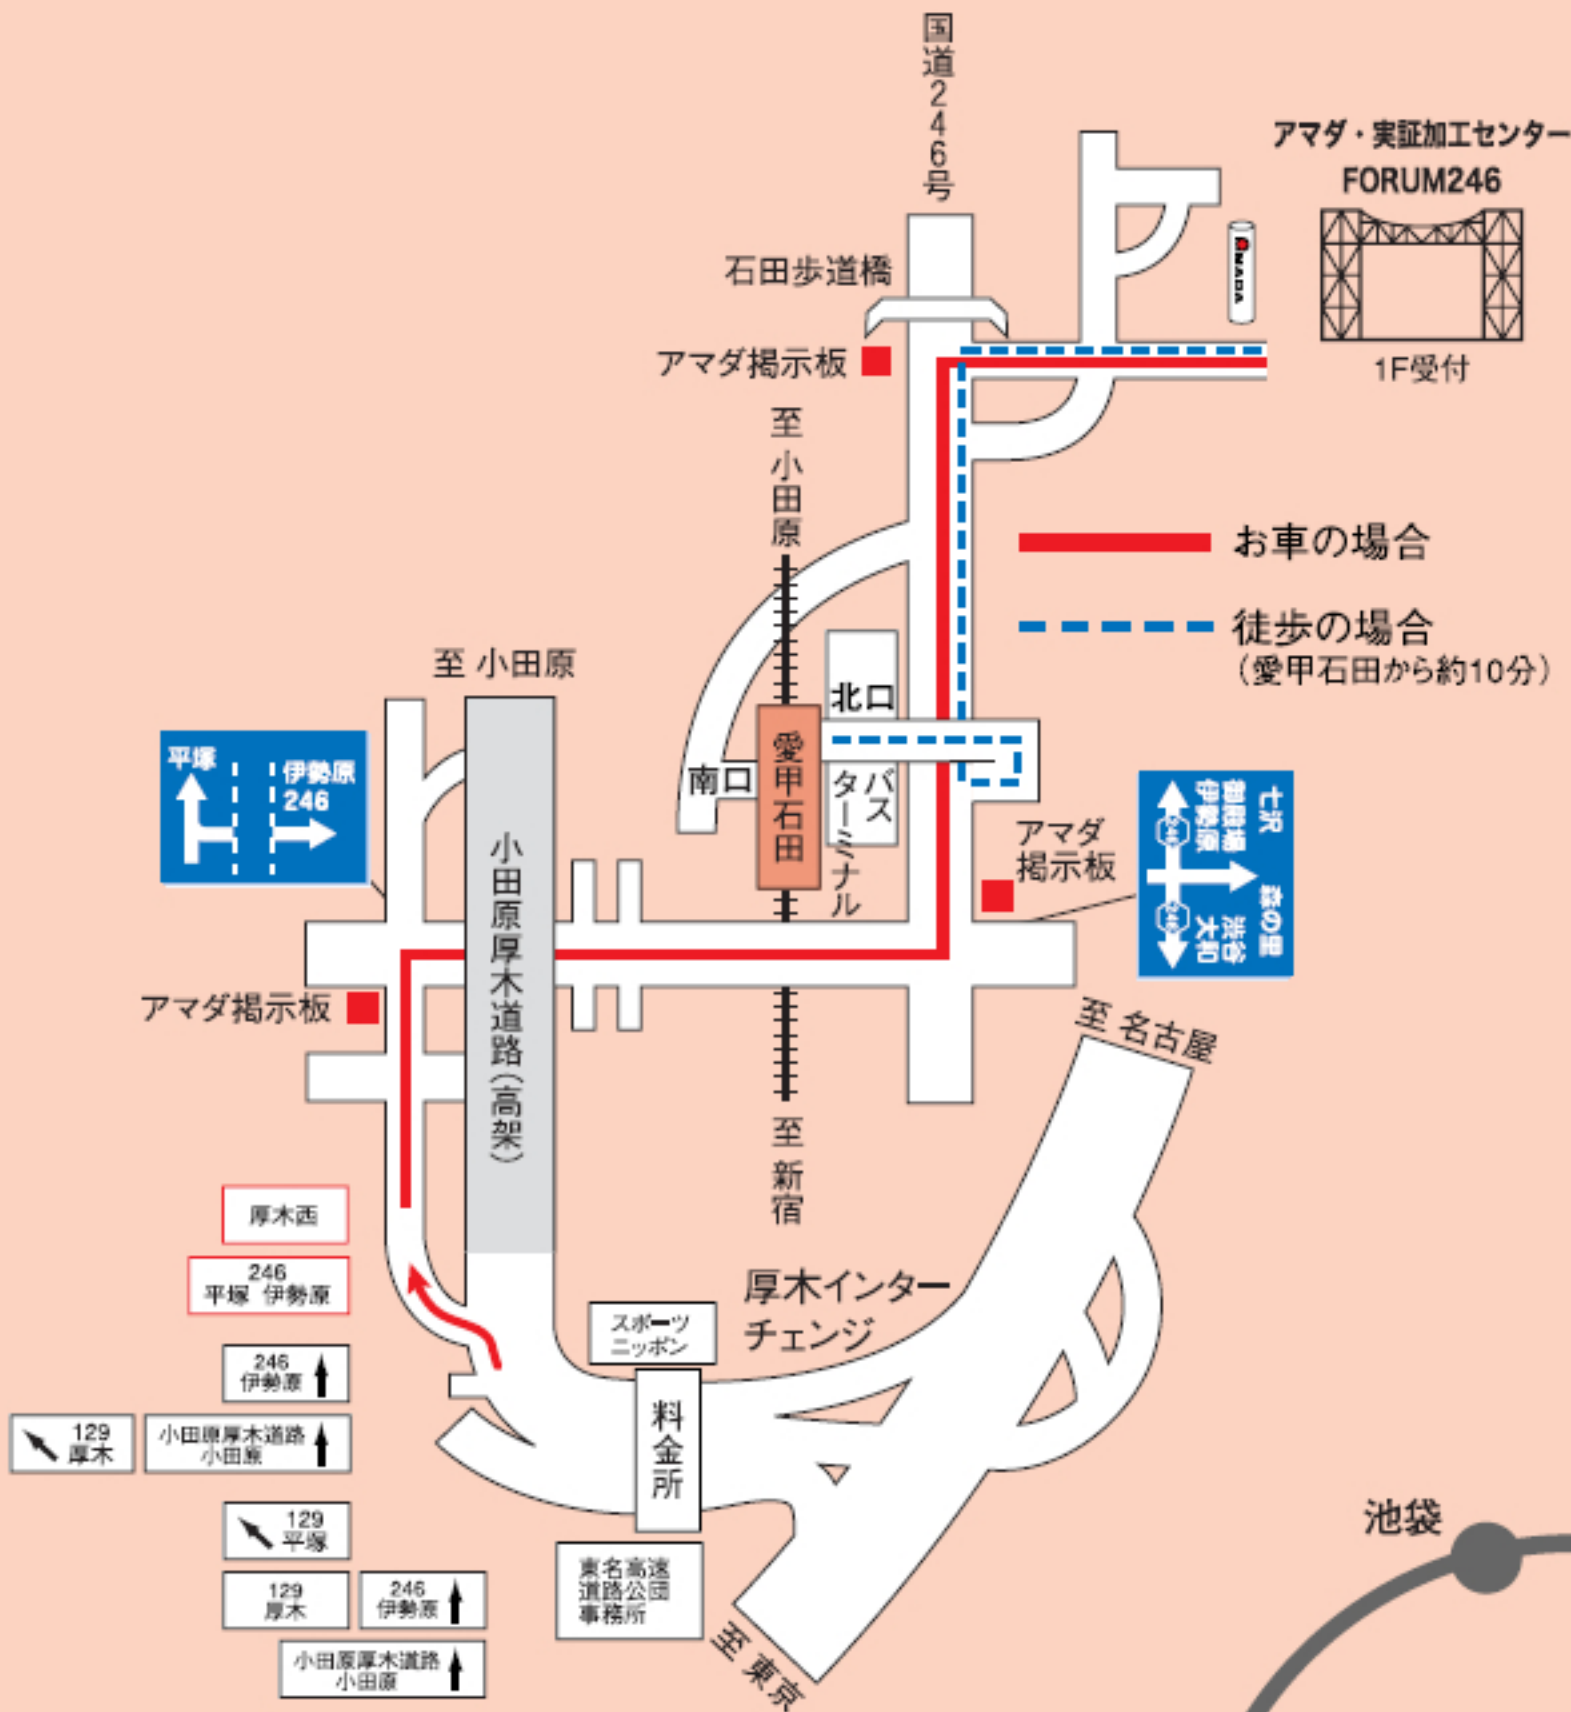 国道246号
アマダ・実証加工センター
FORUM246
AMADA
1F受付
石田歩道橋
アマダ掲示板
至 小田原
お車の場合
徒歩の場合
（愛甲石田から約10分）
至 小田原
北口
愛甲石田
南口
バス
ターミナル
平塚
伊勢原
246
アマダ
掲示板
七沢
御殿場
伊勢原
246
森の里
渋谷
大和
246
小田原厚木道路（高架）
アマダ掲示板
至 名古屋
至 新宿
厚木西
246
平塚 伊勢原
厚木インター
チェンジ
スポーツ
ニッポン
246
伊勢原
129
厚木
小田原厚木道路
小田原
料金所
129
平塚
129
厚木
246
伊勢原
東名高速
道路公団
事務所
小田原厚木道路
小田原
至 東京
池袋